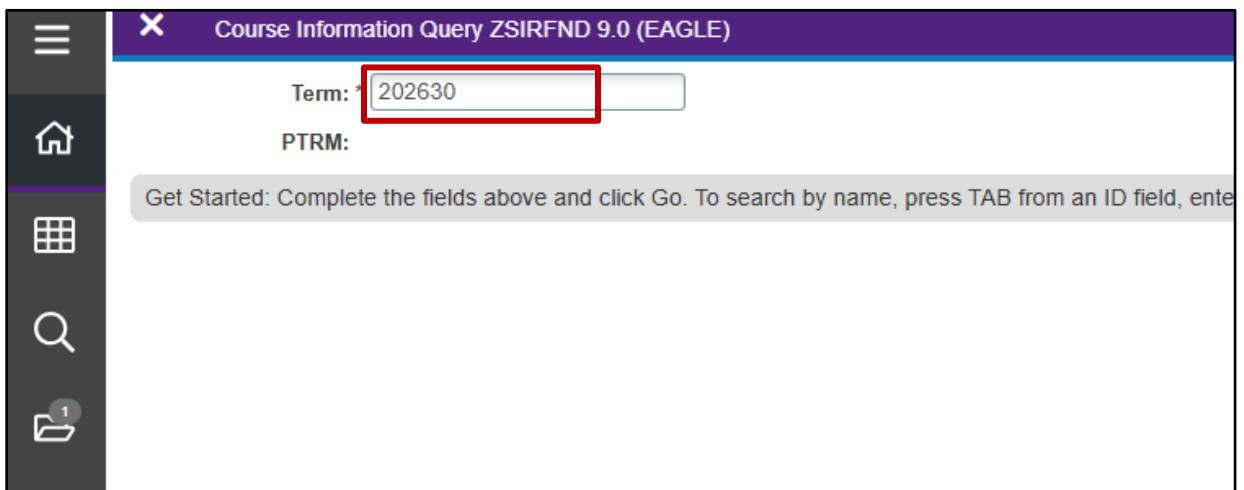 Course Information Query ZSIRFND 9.0 (EAGLE)
Term: * 202630
PTRM:
Get Started: Complete the fields above and click Go. To search by name, press TAB from an ID field, ente
1